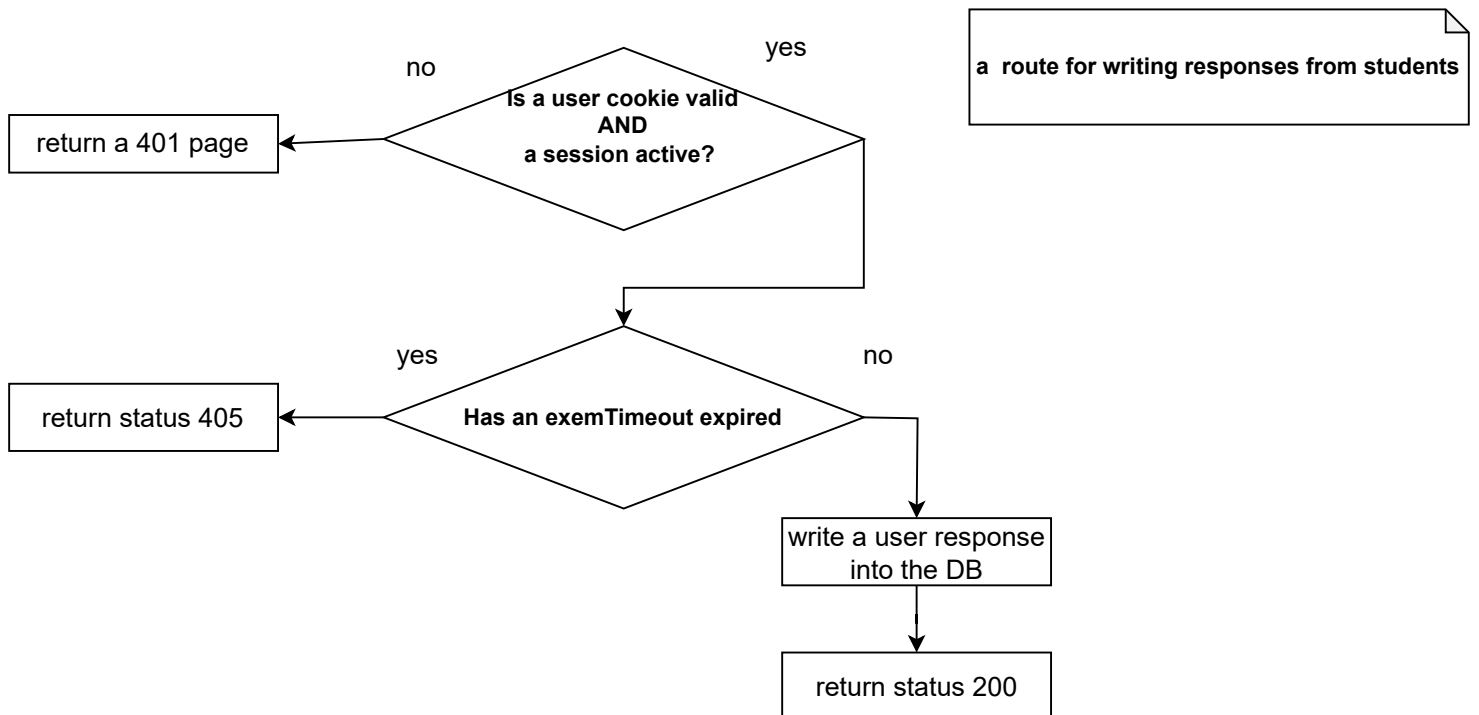 yes
no
a  route for writing responses from students
Is a user cookie valid
AND
a session active?
return a 401 page
yes
no
Has an exemTimeout expired
return status 405
write a user response
into the DB
return status 200